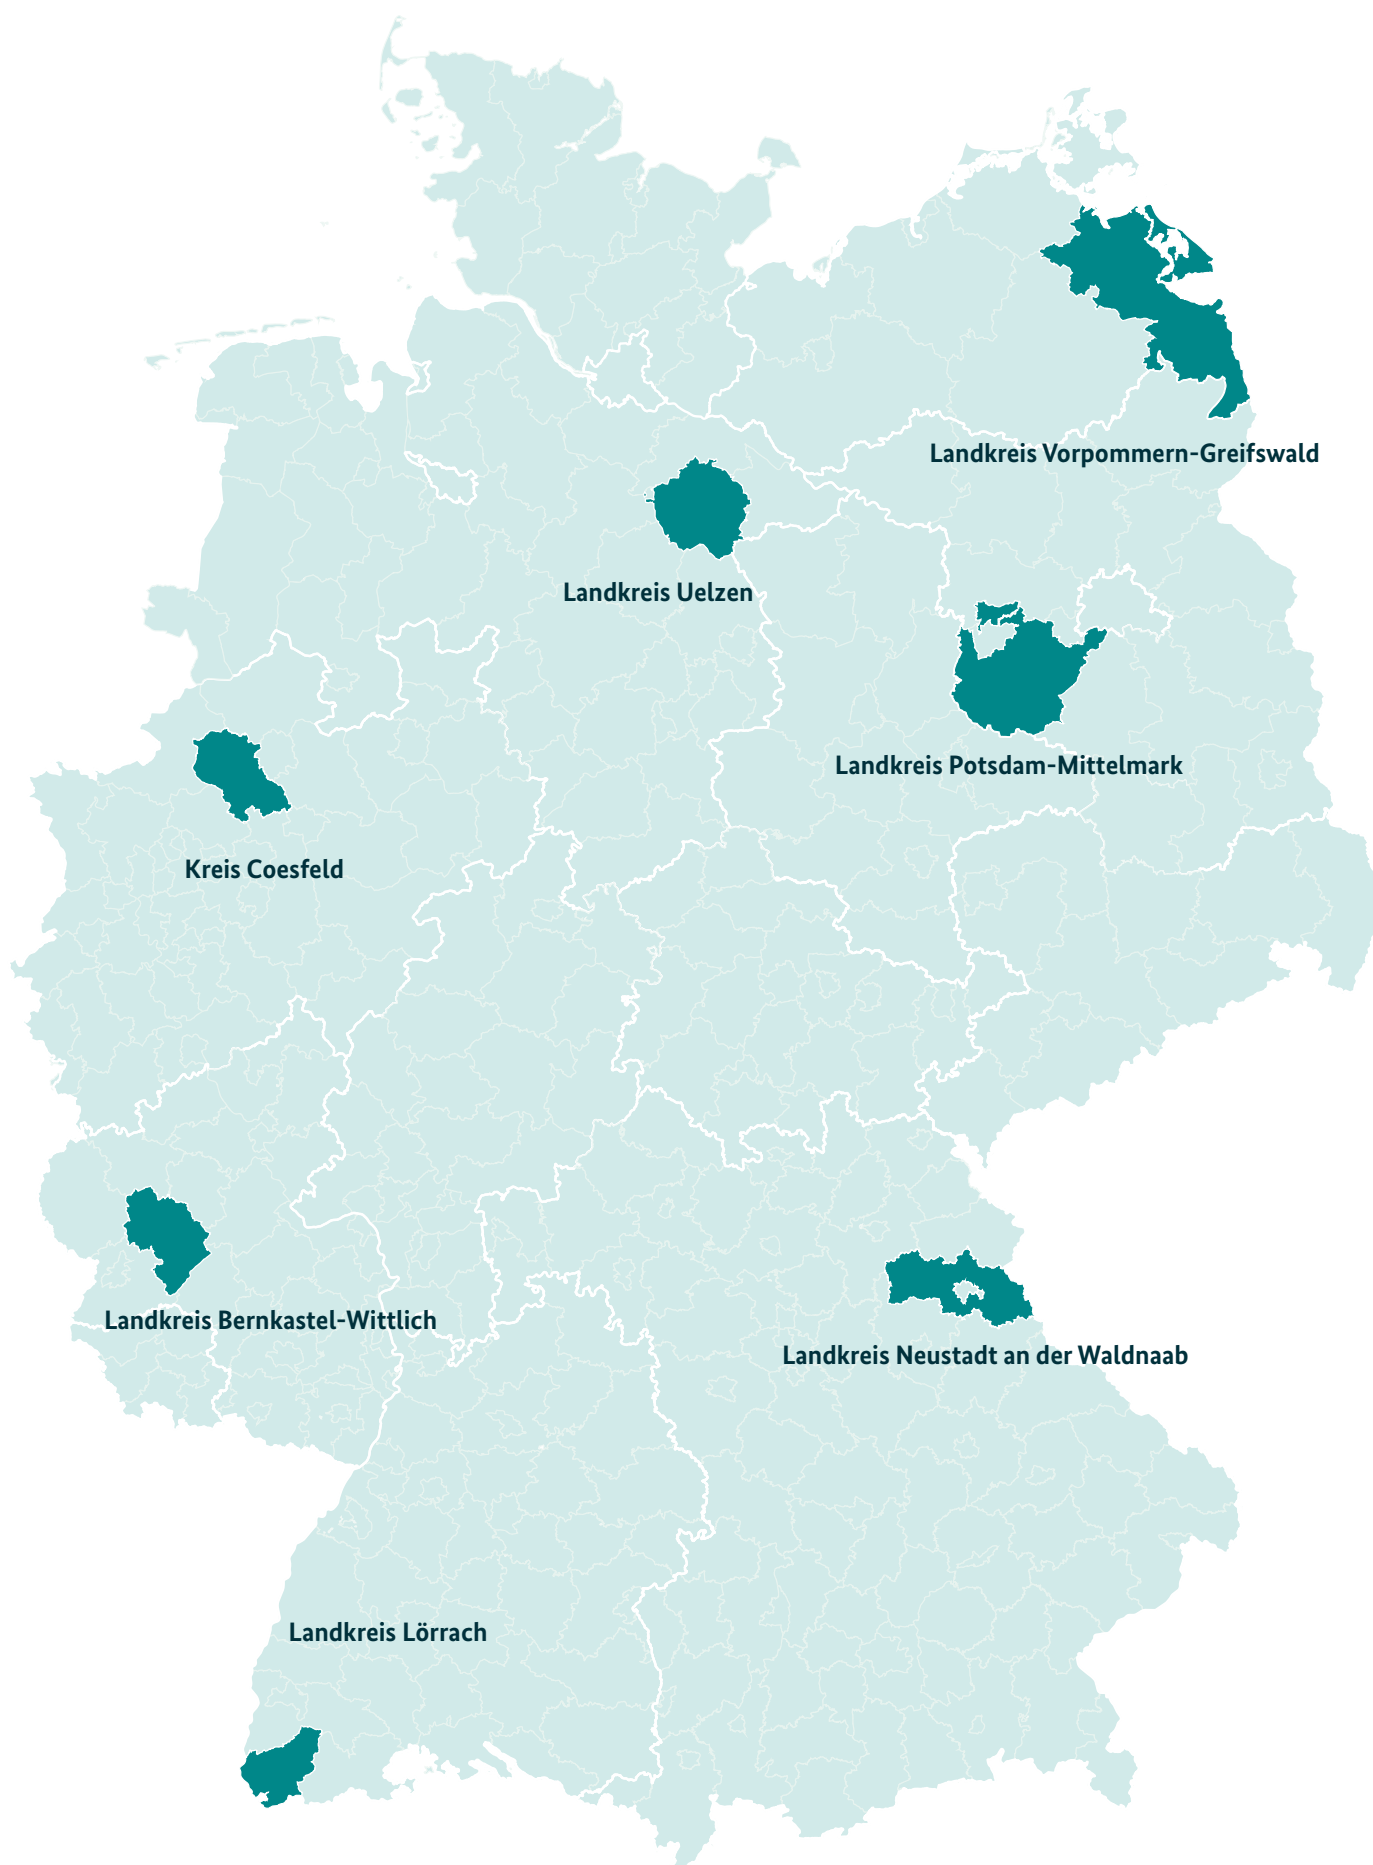 Landkreis Vorpommern-Greifswald
Landkreis Uelzen
Landkreis Potsdam-Mittelmark
Kreis Coesfeld
Landkreis Bernkastel-Wittlich
Landkreis Neustadt an der Waldnaab
Landkreis Lörrach